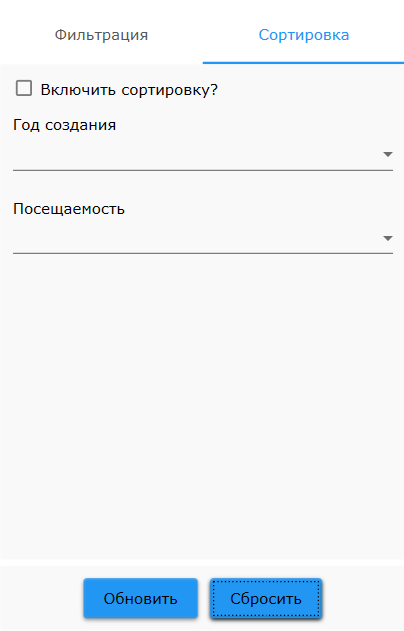 Фильтрация Сортировка
Включить сортировку?
Год создания
Посещаемость
Обновить Сбросить